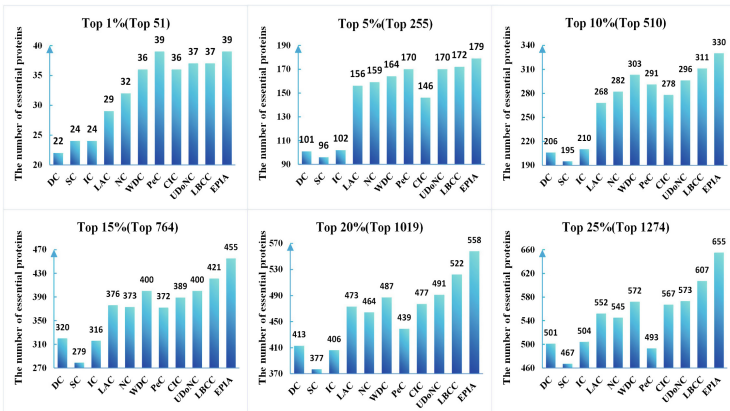 Top 1%(Top 51)
The number of essential proteins
40
35
30
25
20
22
24
24
29
32
36
39
36
37
37
39
DC
SC
IC
LAC
NC
WDC
PeC
CIC
UDoNC
LBCC
EPIA
Top 5%(Top 255)
The number of essential proteins
190
170
150
130
110
90
101
96
102
156
159
164
170
146
170
172
179
DC
SC
IC
LAC
NC
WDC
PeC
CIC
UDoNC
LBCC
EPIA
Top 10%(Top 510)
The number of essential proteins
340
310
280
250
220
190
206
195
210
268
282
303
291
278
296
311
330
DC
SC
IC
LAC
NC
WDC
PeC
CIC
UDoNC
LBCC
EPIA
Top 15%(Top 764)
The number of essential proteins
470
430
390
350
310
270
320
279
316
376
373
400
372
389
400
421
455
DC
SC
IC
LAC
NC
WDC
PeC
CIC
UDoNC
LBCC
EPIA
Top 20%(Top 1019)
The number of essential proteins
570
530
490
450
410
370
413
377
406
473
464
487
439
477
491
522
558
DC
SC
IC
LAC
NC
WDC
PeC
CIC
UDoNC
LBCC
EPIA
Top 25%(Top 1274)
The number of essential proteins
660
620
580
540
500
460
501
467
504
552
545
572
493
567
573
607
655
DC
SC
IC
LAC
NC
WDC
PeC
CIC
UDoNC
LBCC
EPIA